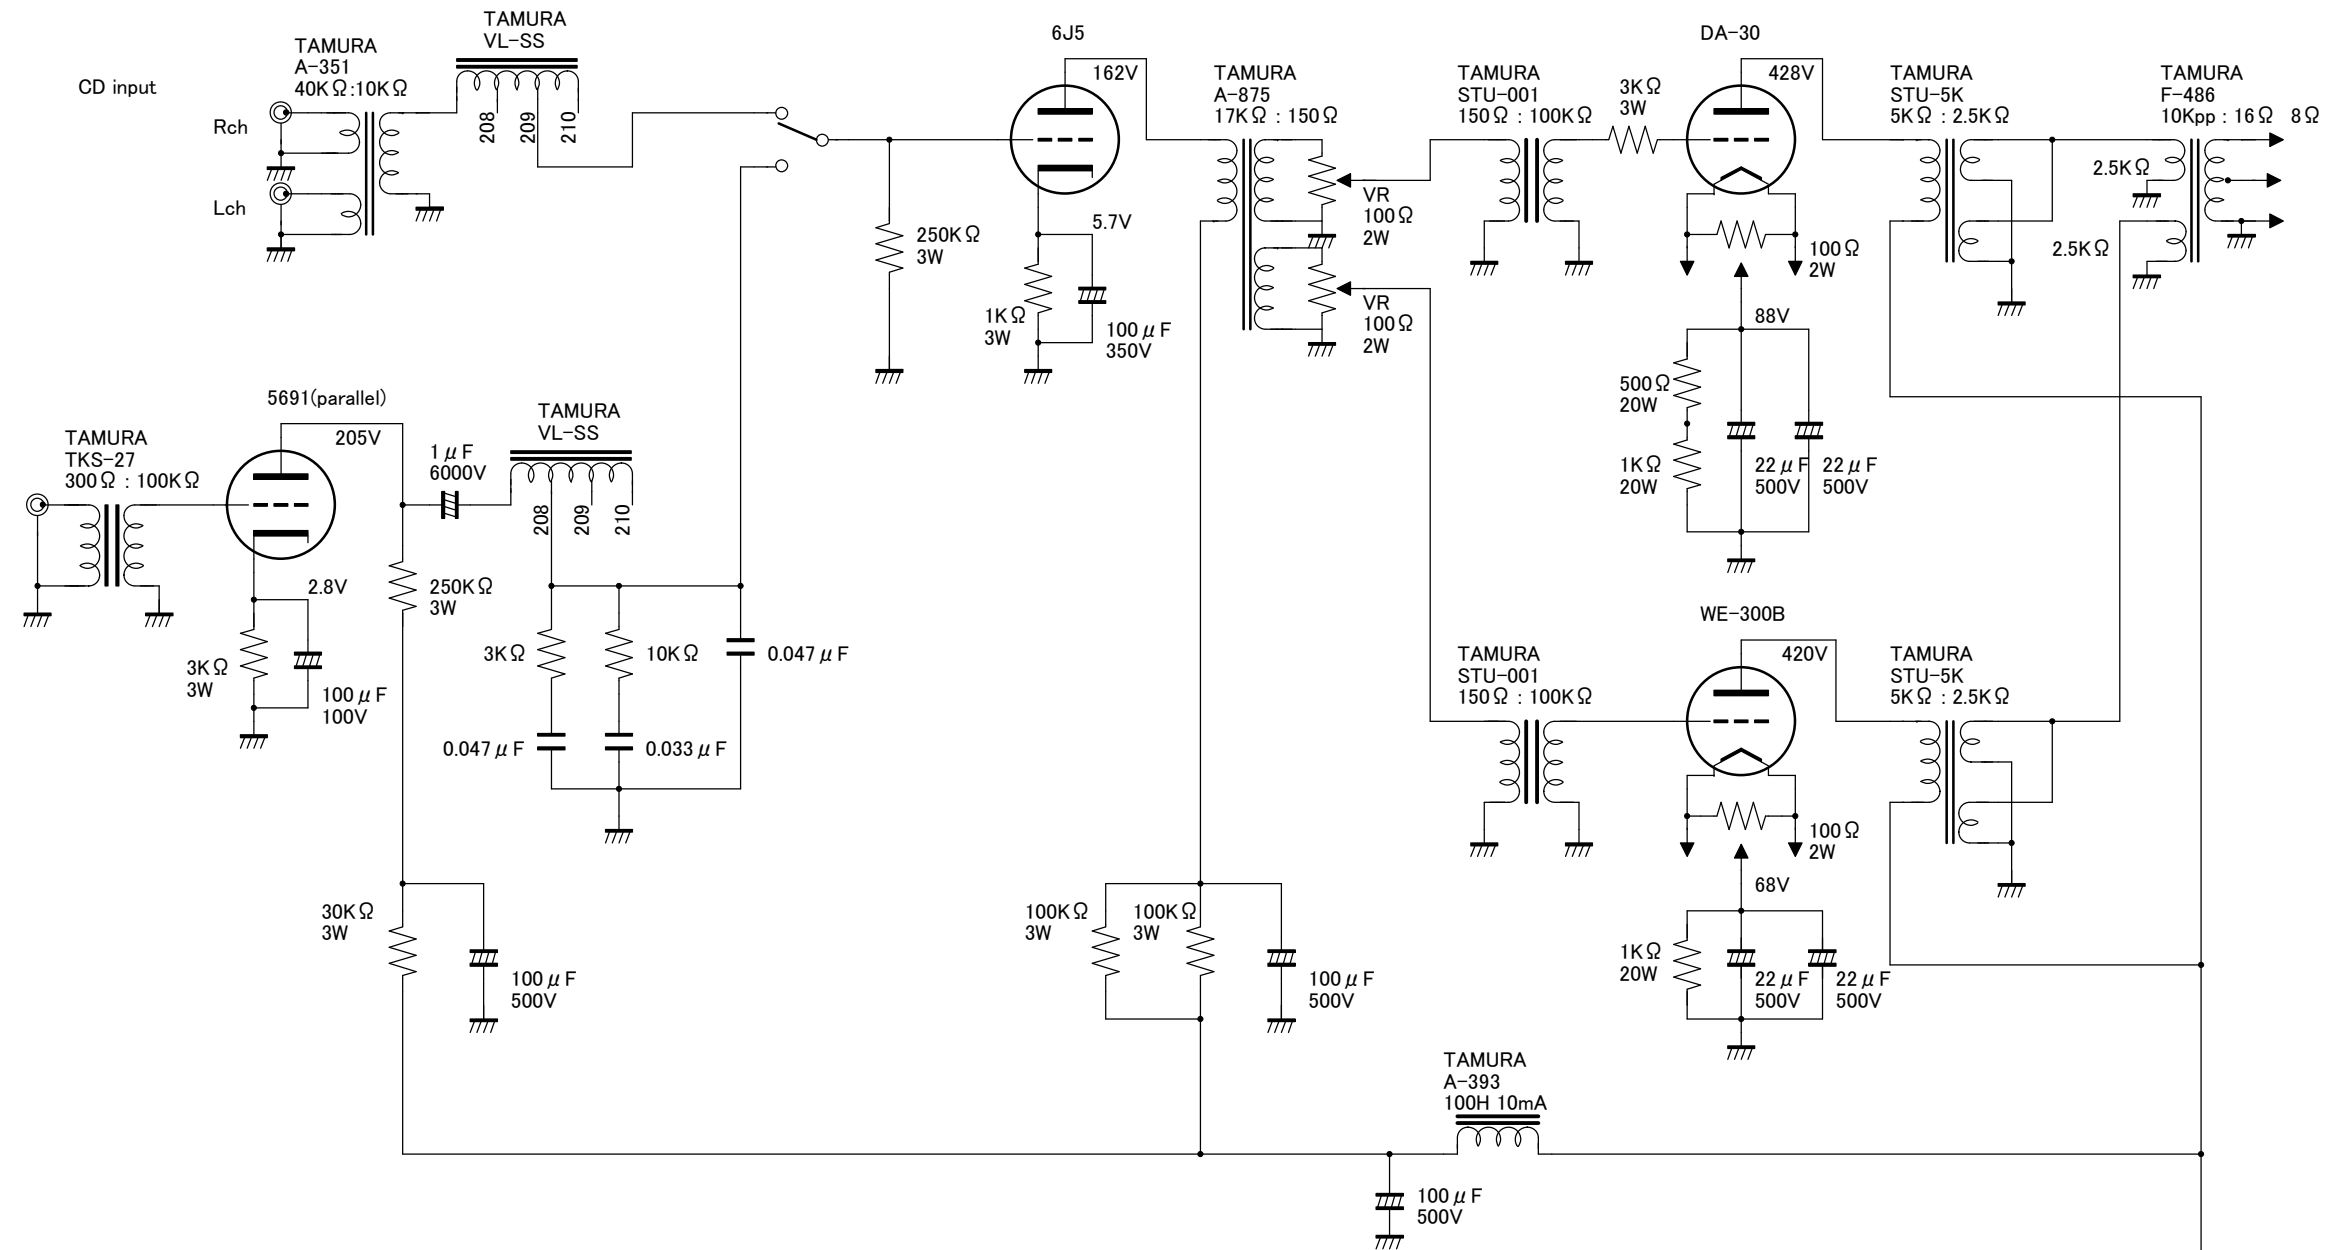 TAMURA
VL-SS
TAMURA
A-351
40KΩ:10KΩ
CD input
Rch
Lch
208
209
210
6J5
162V
5.7V
250KΩ
3W
1KΩ
3W
100μF
350V
TAMURA
A-875
17KΩ:150Ω
VR
100Ω
2W
VR
100Ω
2W
TAMURA
STU-001
150Ω:100KΩ
3KΩ
3W
DA-30
428V
100Ω
2W
88V
500Ω
20W
1KΩ
20W
22μF
500V
22μF
500V
TAMURA
STU-5K
5KΩ:2.5KΩ
TAMURA
F-486
10Kpp:16Ω 8Ω
2.5KΩ
2.5KΩ
5691(parallel)
205V
TAMURA
TKS-27
300Ω:100KΩ
2.8V
3KΩ
3W
100μF
100V
1μF
6000V
TAMURA
VL-SS
208
209
210
250KΩ
3W
3KΩ
10KΩ
0.047μF
0.047μF
0.033μF
30KΩ
3W
100μF
500V
100KΩ
3W
100KΩ
3W
100μF
500V
WE-300B
420V
TAMURA
STU-001
150Ω:100KΩ
TAMURA
STU-5K
5KΩ:2.5KΩ
100Ω
2W
68V
1KΩ
20W
22μF
500V
22μF
500V
TAMURA
A-393
100H 10mA
100μF
500V